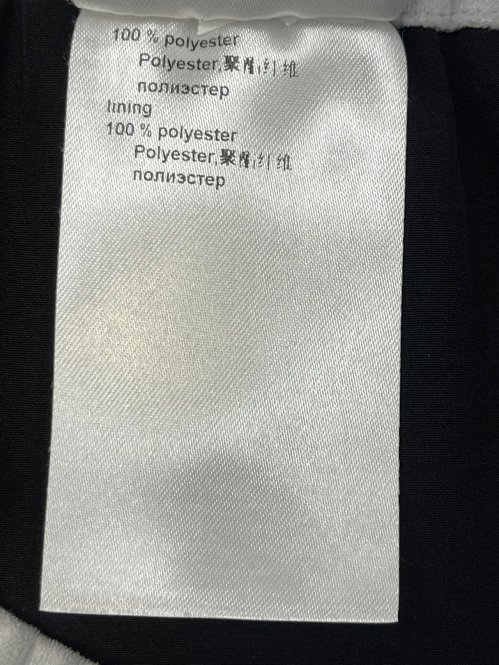 100 % polyester
Polyester,聚酯纤维
полиэстер
lining
100 % polyester
Polyester,聚酯纤维
полиэстер